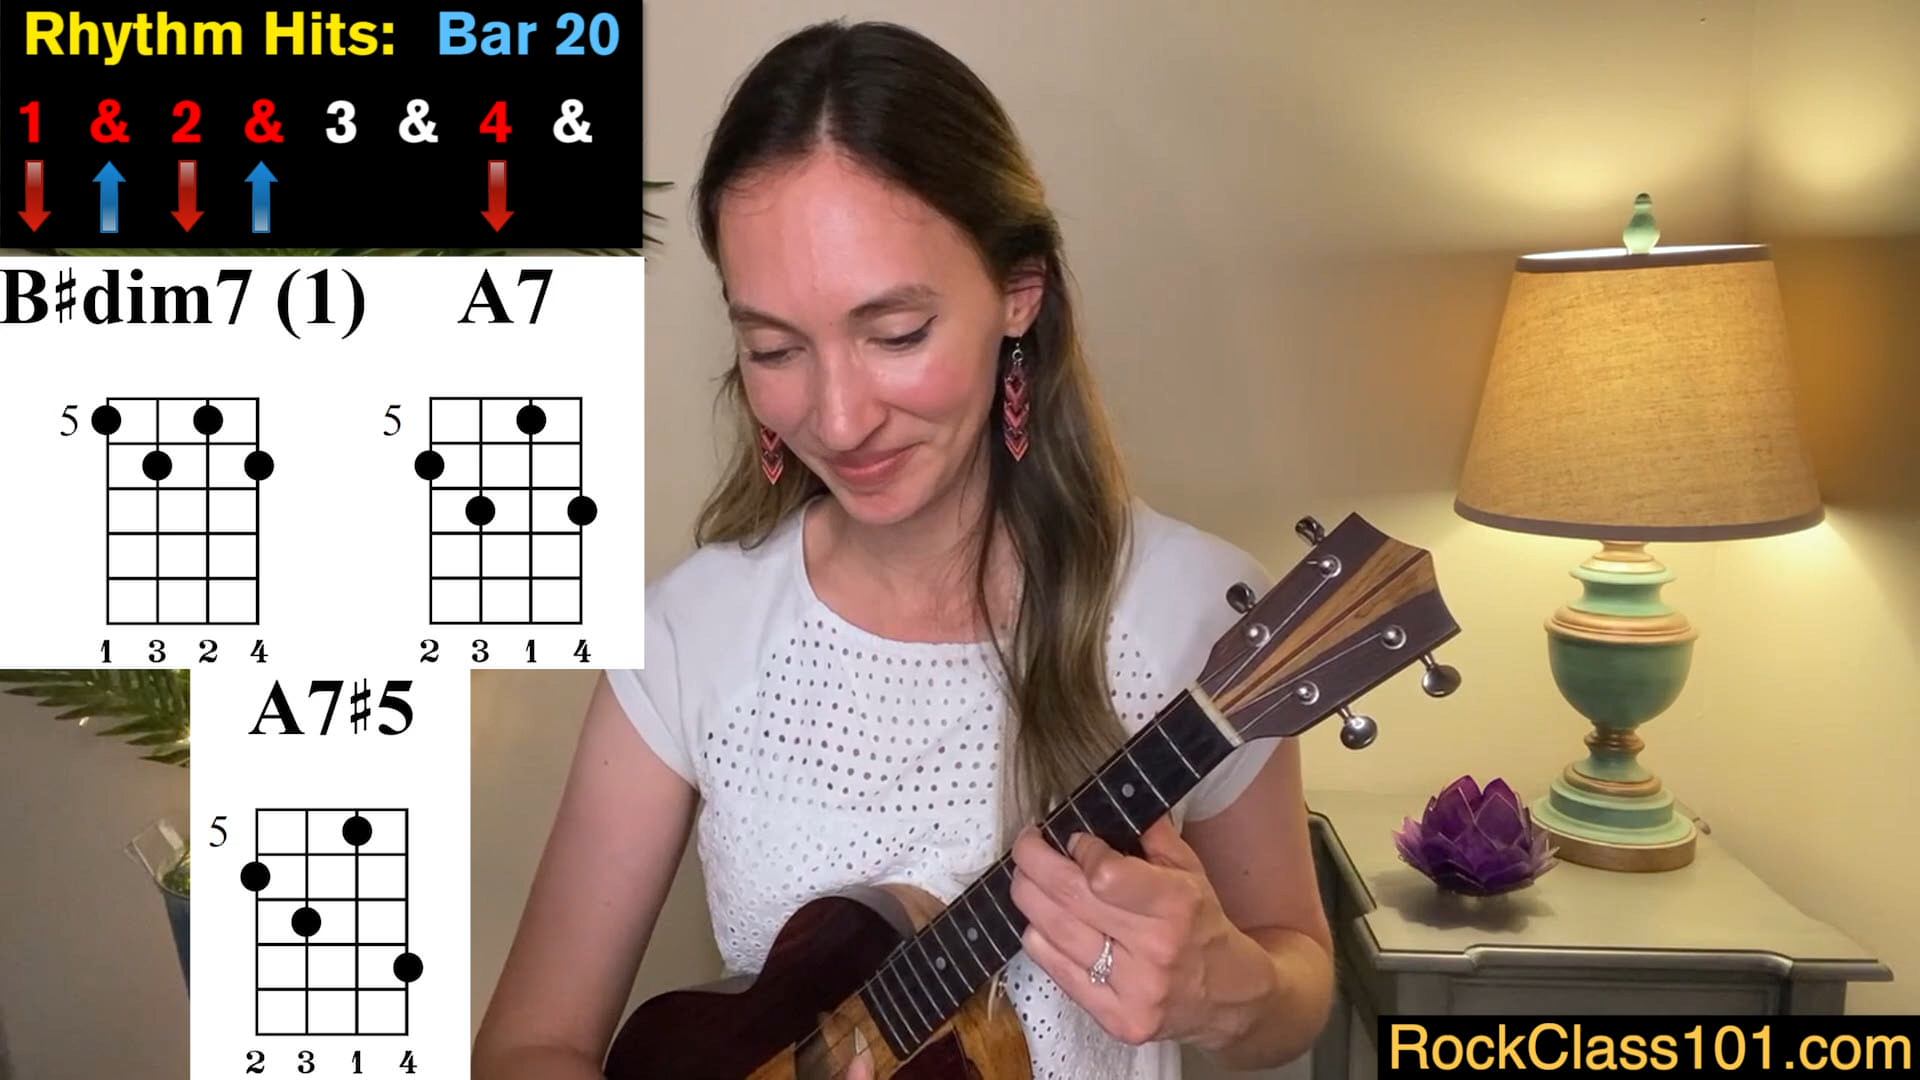 Rhythm Hits: Bar 20
1 & 2 & 3 & 4 &
B♯dim7 (1) A7
5 5
1 3 2 4 2 3 1 4
A7♯5
5
2 3 1 4
RockClass101.com